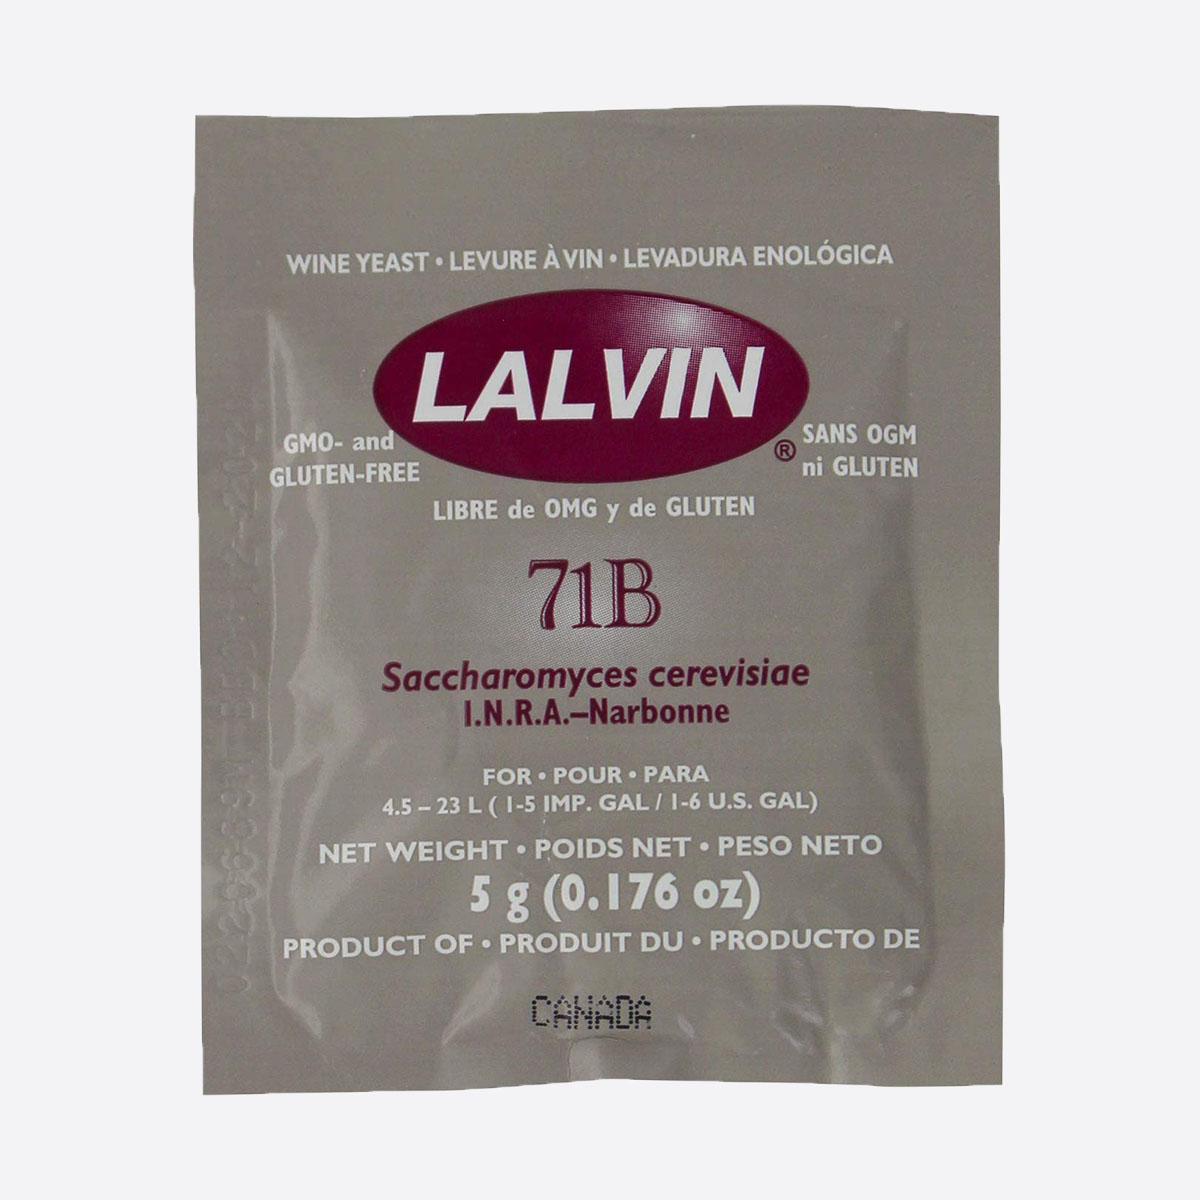 WINE YEAST • LEVURE À VIN • LEVADURA ENOLÓGICA
LALVIN®
GMO- and
GLUTEN-FREE
SANS OGM
ni GLUTEN
LIBRE de OMG y de GLUTEN
71B
Saccharomyces cerevisiae
I.N.R.A.–Narbonne
FOR • POUR • PARA
4.5 – 23 L ( 1-5 IMP. GAL / 1-6 U.S. GAL)
NET WEIGHT • POIDS NET • PESO NETO
5 g (0.176 oz)
PRODUCT OF • PRODUIT DU • PRODUCTO DE
CANADA